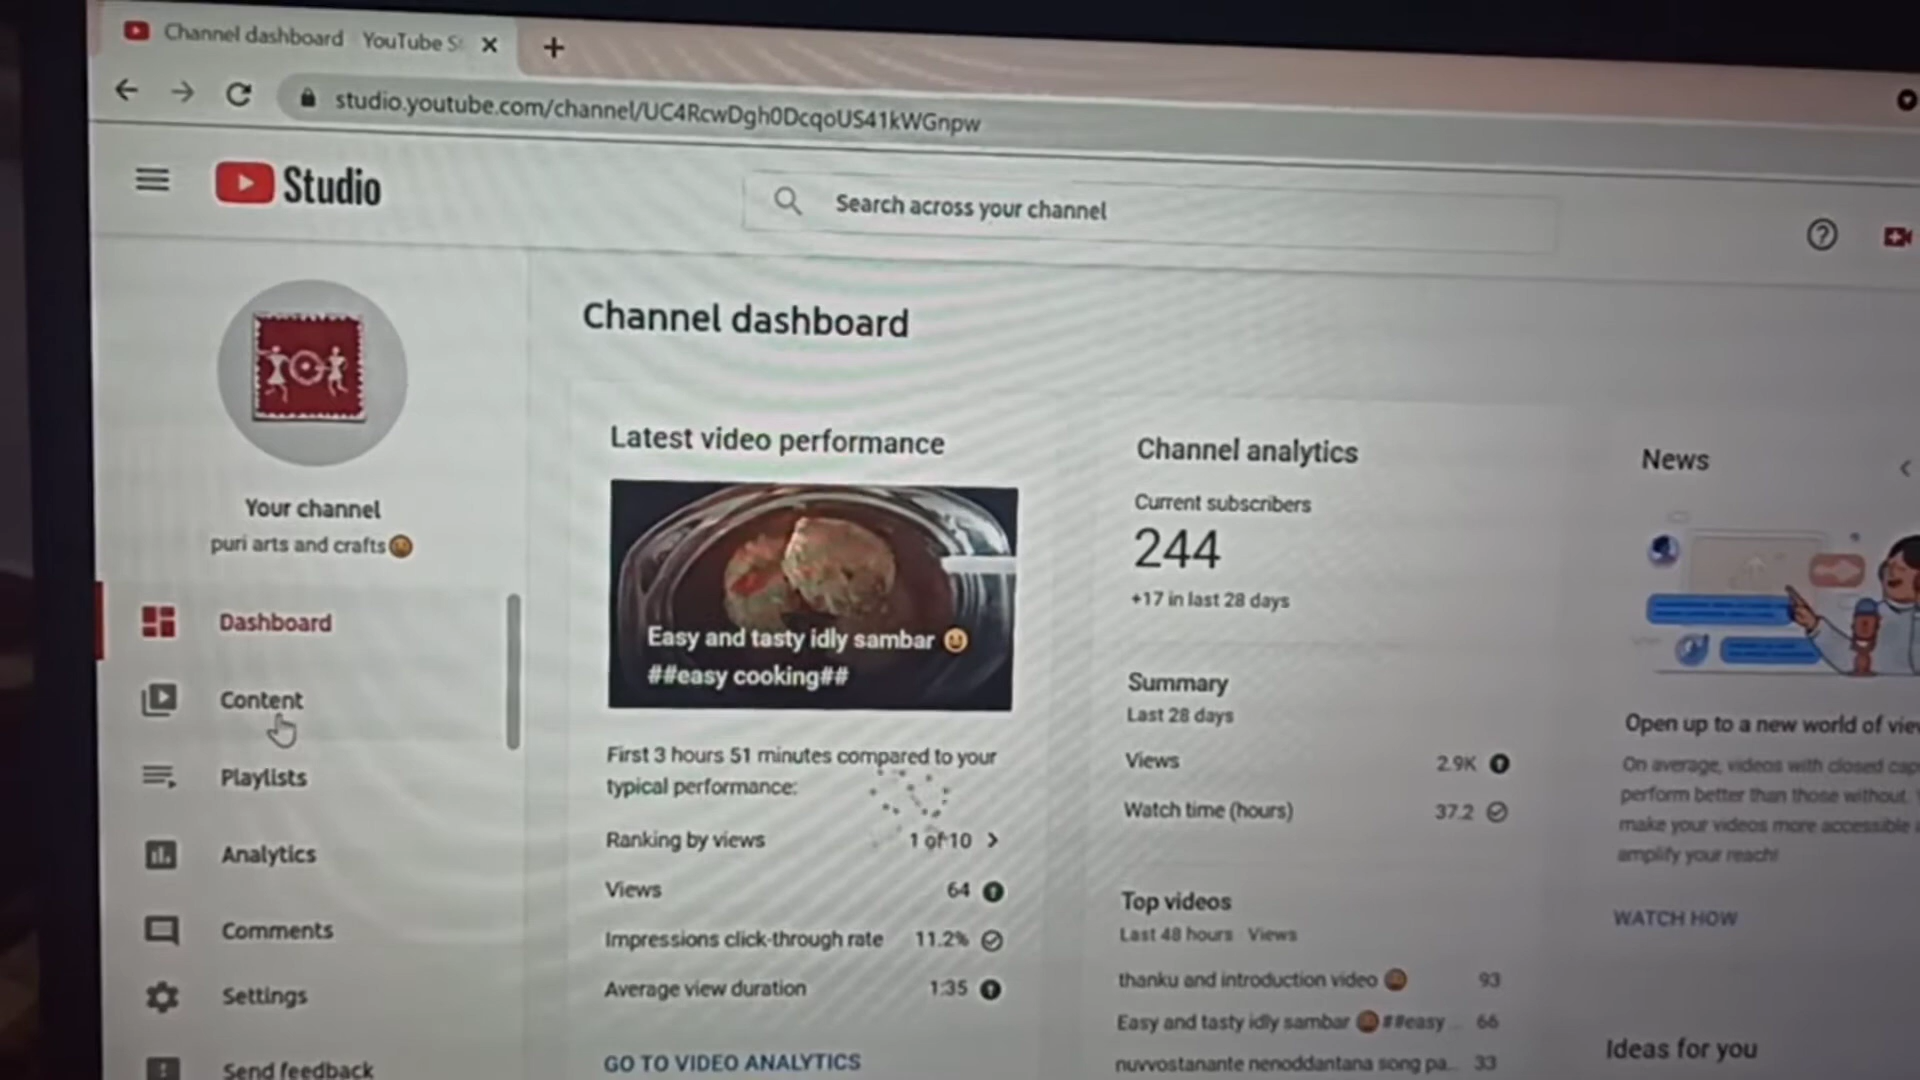 Channel dashboard YouTube S
studio.youtube.com/channel/UC4RcwDgh0DcqoUS41kWGnpw
Studio
Search across your channel
Channel dashboard
Your channel
puri arts and crafts
Dashboard
Content
Playlists
Analytics
Comments
Settings
Send feedback
Latest video performance
Easy and tasty idly sambar
##easy cooking##
First 3 hours 51 minutes compared to your
typical performance:
Ranking by views 1 of 10
Views 64
Impressions click-through rate 11.2%
Average view duration 1:35
GO TO VIDEO ANALYTICS
Channel analytics
Current subscribers
244
+17 in last 28 days
Summary
Last 28 days
Views 2.9K
Watch time (hours) 37.2
Top videos
Last 48 hours Views
thanku and introduction video 93
Easy and tasty idly sambar ##easy ... 66
nuvvostanante nenoddantana song pa... 33
News
Open up to a new world of view
On average, videos with closed cap
perform better than those without.
make your videos more accessible
amplify your reach!
WATCH HOW
Ideas for you